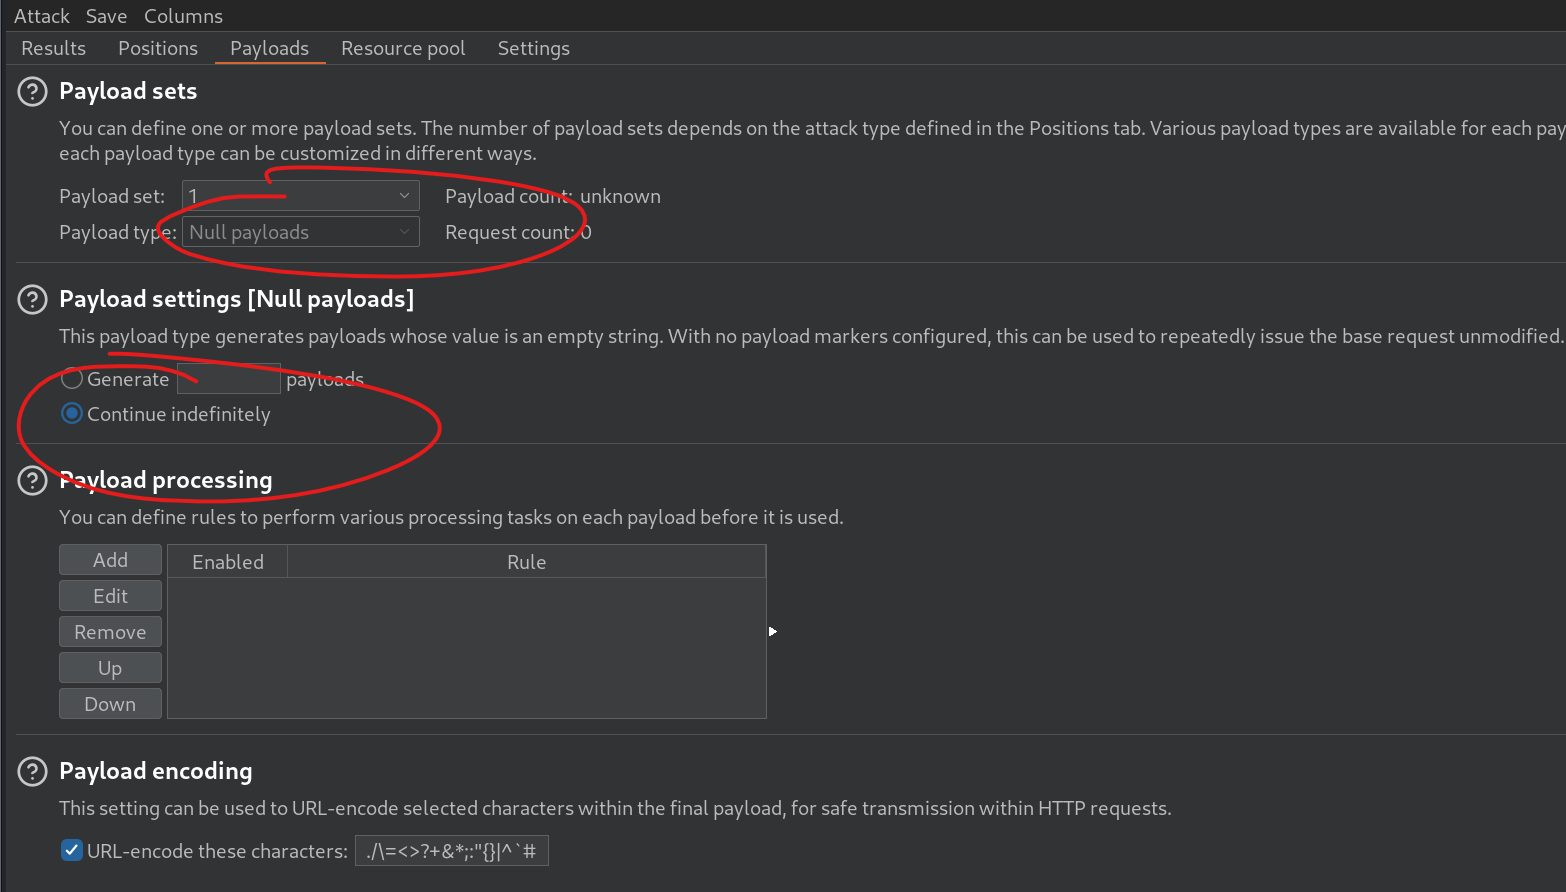 Attack Save Columns
Results Positions Payloads Resource pool Settings
Payload sets
You can define one or more payload sets. The number of payload sets depends on the attack type defined in the Positions tab. Various payload types are available for each pay
each payload type can be customized in different ways.
Payload set: 1 Payload count: unknown
Payload type: Null payloads Request count: 0
Payload settings [Null payloads]
This payload type generates payloads whose value is an empty string. With no payload markers configured, this can be used to repeatedly issue the base request unmodified.
Generate payloads
Continue indefinitely
Payload processing
You can define rules to perform various processing tasks on each payload before it is used.
Add Enabled Rule
Edit
Remove
Up
Down
Payload encoding
This setting can be used to URL-encode selected characters within the final payload, for safe transmission within HTTP requests.
URL-encode these characters: ./\=<>?+&*;:"{}|^`#